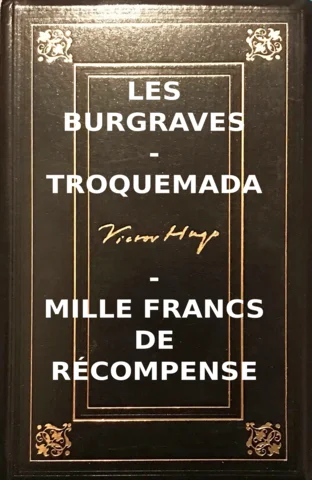 LES
BURGRAVES
-
TROQUEMADA
Victor Hugo
-
MILLE FRANCS
DE
RÉCOMPENSE